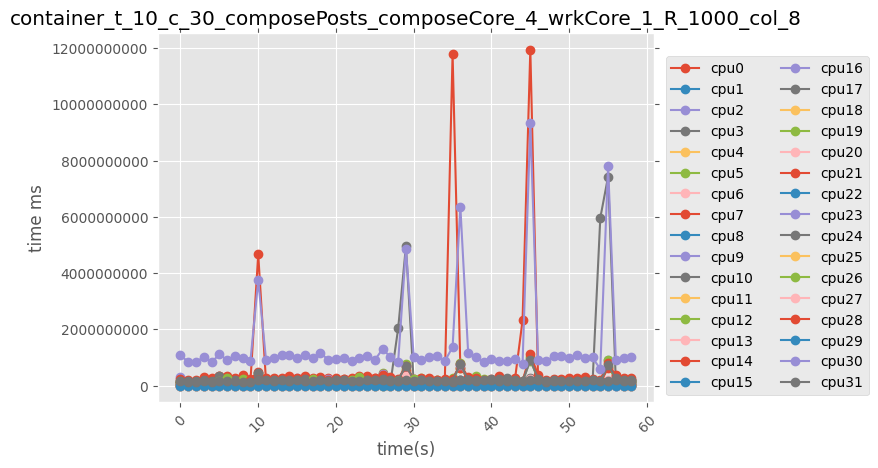 container_t_10_c_30_composePosts_composeCore_4_wrkCore_1_R_1000_col_8
12000000000
10000000000
8000000000
6000000000
4000000000
2000000000
0
time ms
0
10
20
30
40
50
60
time(s)
cpu0
cpu1
cpu2
cpu3
cpu4
cpu5
cpu6
cpu7
cpu8
cpu9
cpu10
cpu11
cpu12
cpu13
cpu14
cpu15
cpu16
cpu17
cpu18
cpu19
cpu20
cpu21
cpu22
cpu23
cpu24
cpu25
cpu26
cpu27
cpu28
cpu29
cpu30
cpu31